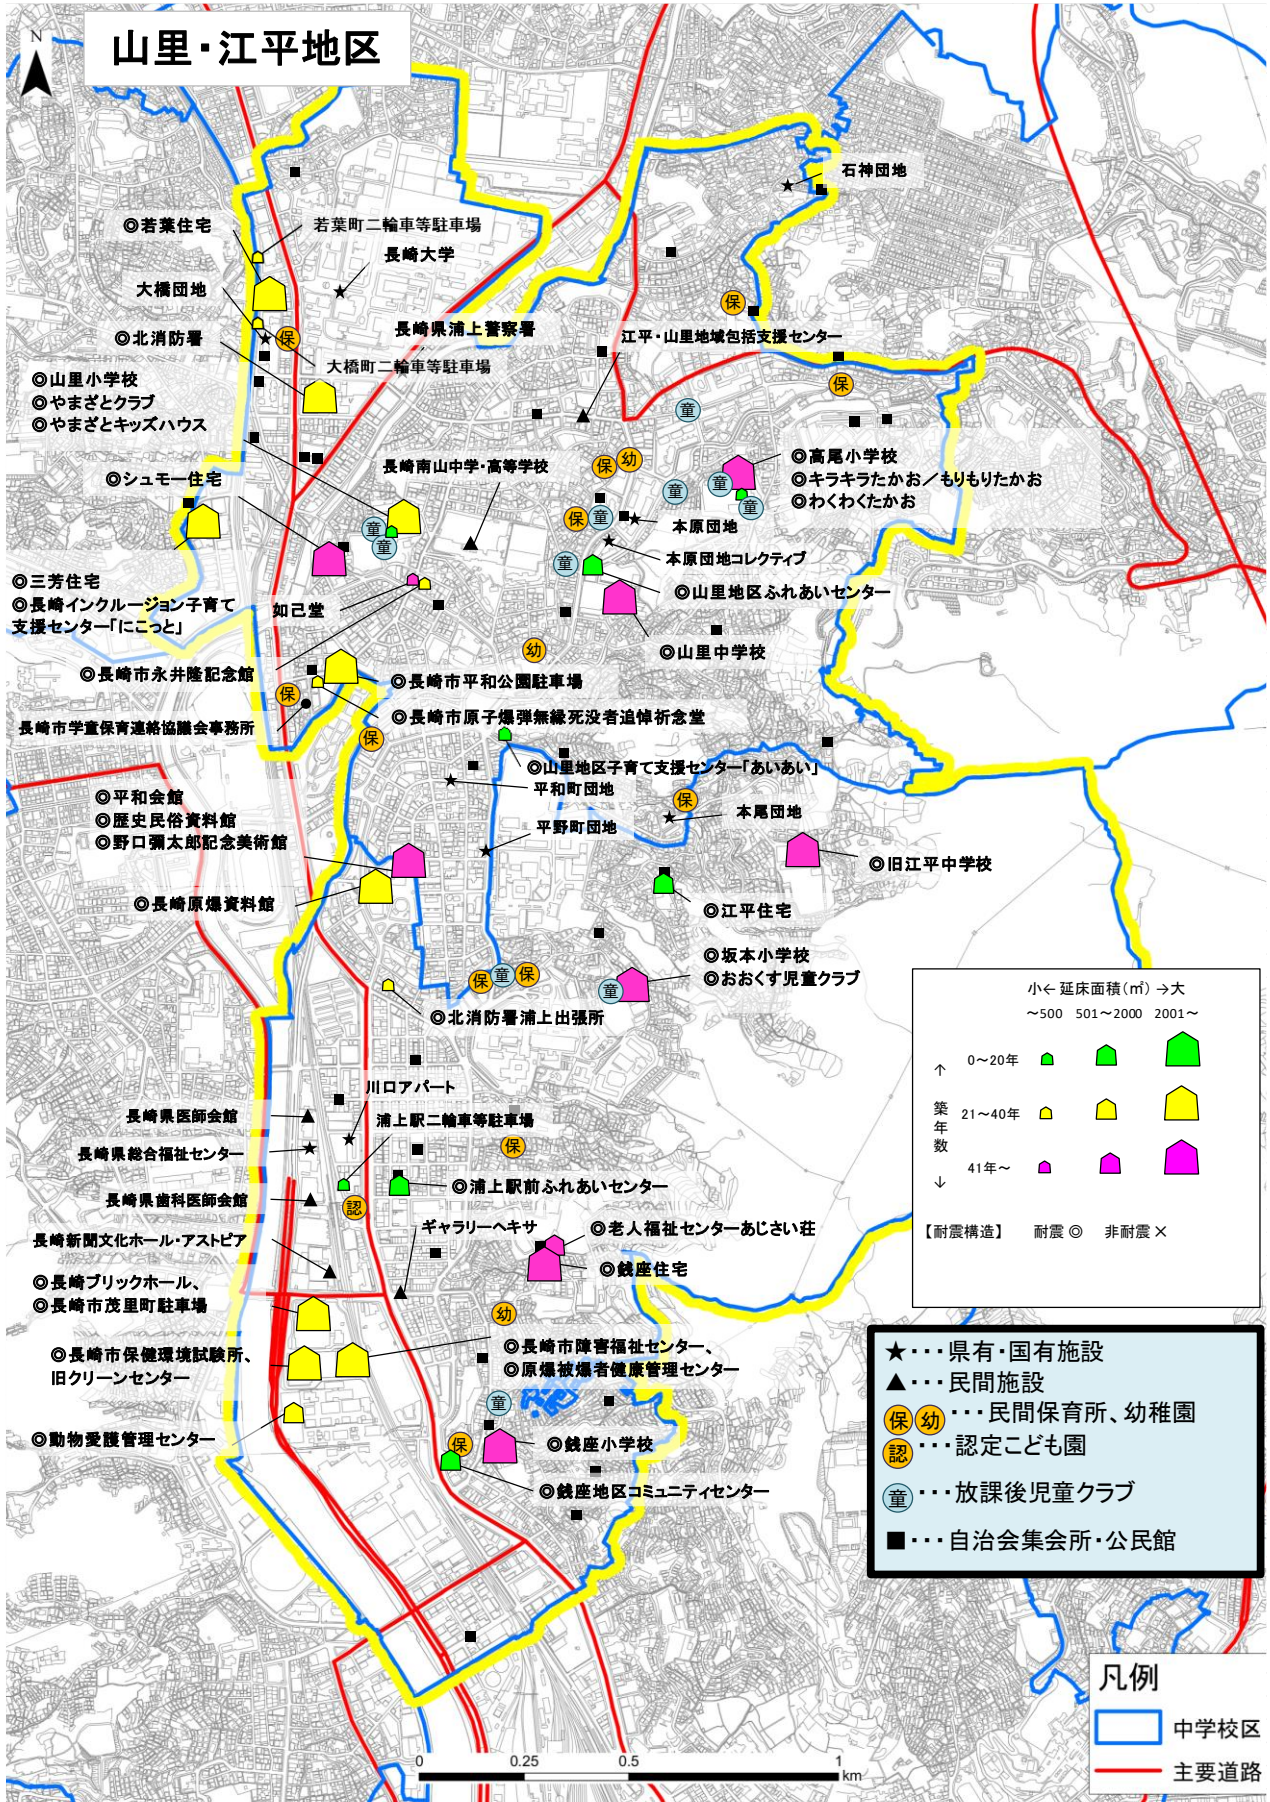 N
山里・江平地区
石神団地
◎若葉住宅
若葉町二輪車等駐車場
長崎大学
大橋団地
◎北消防署
長崎県浦上警察署
江平・山里地域包括支援センター
大橋町二輪車等駐車場
◎山里小学校
◎やまざとクラブ
◎やまざとキッズハウス
長崎南山中学・高等学校
◎シュモー住宅
◎高尾小学校
◎キラキラたかお/もりもりたかお
◎わくわくたかお
本原団地
本原団地コレクティブ
◎山里地区ふれあいセンター
◎三芳住宅
◎長崎インクルージョン子育て
支援センター「にこっと」
如己堂
◎山里中学校
◎長崎市永井隆記念館
◎長崎市平和公園駐車場
◎長崎市原子爆弾無縁死没者追悼祈念堂
長崎市学童保育連絡協議会事務所
◎山里地区子育て支援センター「あいあい」
平和町団地
◎平和会館
◎歴史民俗資料館
◎野口彌太郎記念美術館
本尾団地
平野町団地
◎旧江平中学校
◎長崎原爆資料館
◎江平住宅
◎坂本小学校
◎おおくす児童クラブ
◎北消防署浦上出張所
川口アパート
長崎県医師会館
浦上駅二輪車等駐車場
長崎県総合福祉センター
◎浦上駅前ふれあいセンター
長崎県歯科医師会館
ギャラリーヘキサ
◎老人福祉センターあじさい荘
長崎新聞文化ホール・アストピア
◎銭座住宅
◎長崎ブリックホール、
◎長崎市茂里町駐車場
◎長崎市保健環境試験所、
旧クリーンセンター
◎長崎市障害福祉センター、
◎原爆被爆者健康管理センター
◎動物愛護管理センター
◎銭座小学校
◎銭座地区コミュニティセンター
保
保
保
童
保
幼
童
童
童
保
童
童
童
童
幼
保
保
保
保
童
保
童
保
認
幼
童
保
小← 延床面積(㎡) →大
~500 501~2000 2001~
↑
築年数
↓
0~20年
21~40年
41年~
【耐震構造】 耐震 ◎ 非耐震 ×
★・・・県有・国有施設
▲・・・民間施設
保 幼 ・・・民間保育所、幼稚園
認 ・・・認定こども園
童 ・・・放課後児童クラブ
■・・・自治会集会所・公民館
凡例
中学校区
主要道路
0 0.25 0.5 1
km